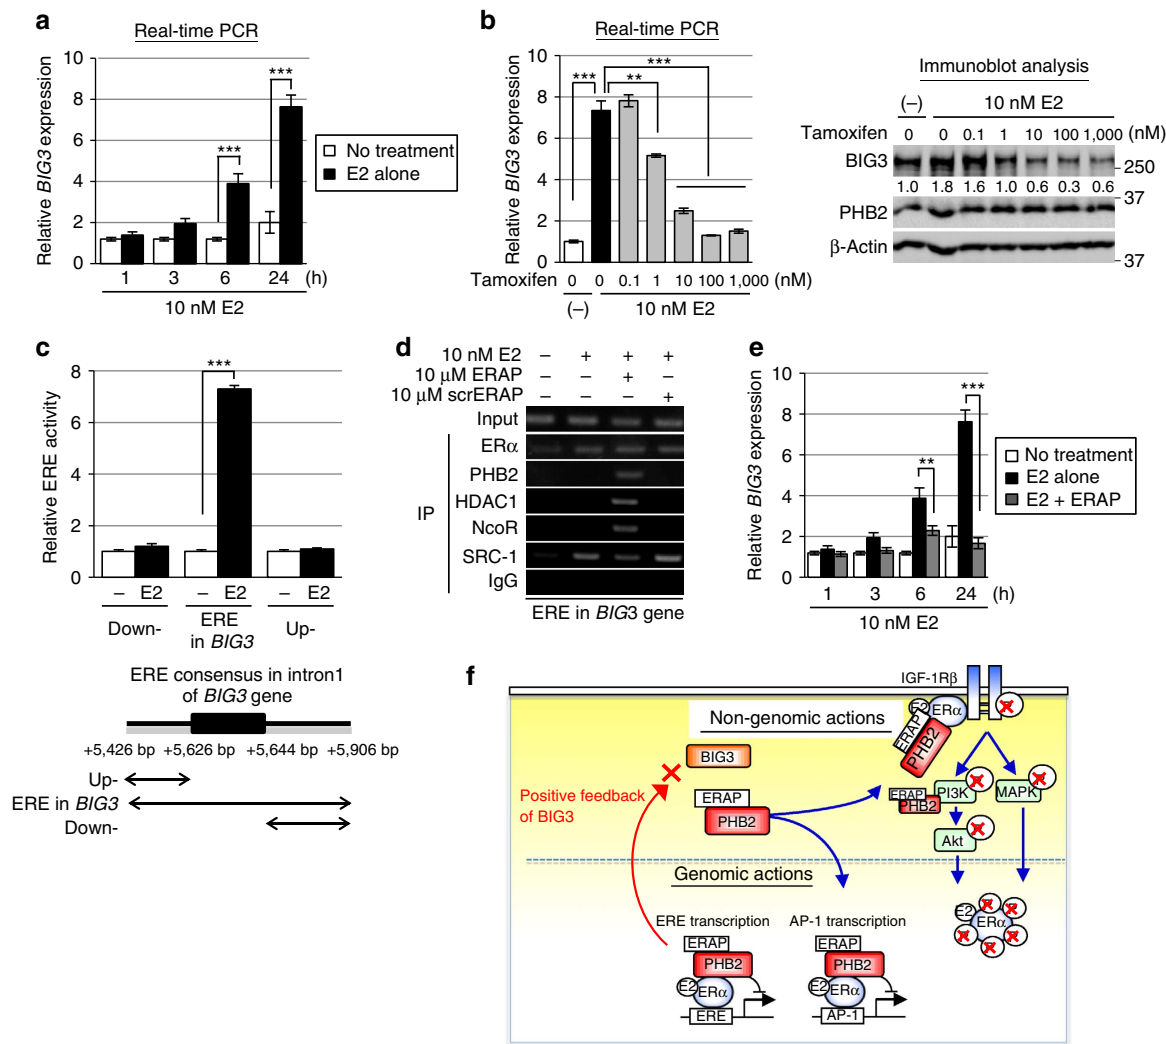 a
Real-time PCR
Relative BIG3 expression
10
8
6
4
2
0
***
***
1 3 6 24 (h)
10 nM E2
No treatment
E2 alone
b
Real-time PCR
Relative BIG3 expression
10
8
6
4
2
0
***
***
**
Tamoxifen 0 0 0.1 1 10 100 1,000 (nM)
(–) 10 nM E2
Immunoblot analysis
(–) 10 nM E2
Tamoxifen 0 0 0.1 1 10 100 1,000 (nM)
BIG3
250
1.0 1.8 1.6 1.0 0.6 0.3 0.6
37
PHB2
β-Actin
37
c
Relative ERE activity
8
6
4
2
0
***
– E2 – E2 – E2
Down- ERE in BIG3 Up-
ERE consensus in intron1
of BIG3 gene
+5,426 bp +5,626 bp +5,644 bp +5,906 bp
Up-
ERE in BIG3
Down-
d
10 nM E2 – + + +
10 μM ERAP – – + –
10 μM scrERAP – – – +
Input
IP
ERα
PHB2
HDAC1
NcoR
SRC-1
IgG
ERE in BIG3 gene
e
Relative BIG3 expression
10
8
6
4
2
0
**
***
1 3 6 24 (h)
10 nM E2
No treatment
E2 alone
E2 + ERAP
f
IGF-1Rβ
Non-genomic actions
E2
ERα
ERAP
PHB2
P
BIG3
Positive feedback
of BIG3
ERAP
PHB2
ERAP
PHB2
PI3K
P
MAPK
P
Akt
P
Genomic actions
ERE transcription
ERAP
PHB2
E2
ERα
ERE
AP-1 transcription
ERAP
PHB2
E2
ERα
AP-1
E2
ERα
P
P
P
P
P